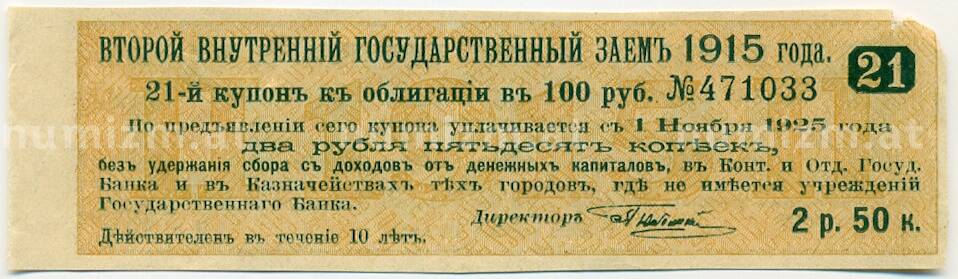 ВТОРОЙ ВНУТРЕННІЙ ГОСУДАРСТВЕННЫЙ ЗАЕМЪ 1915 года.
21
21-й купонъ къ облигаціи въ 100 руб. №471033
По предъявленіи сего купона уплачивается съ 1 Ноября 1925 года
два рубля пятьдесятъ копѣекъ,
безъ удержанія сбора съ доходовъ отъ денежныхъ капиталовъ, въ Конт. и Отд. Госуд.
Банка и въ Казначействахъ тѣхъ городовъ, гдѣ не имѣется учрежденій
Государственнаго Банка.
Директоръ
2 р. 50 к.
Дѣйствителенъ въ теченіе 10 лѣтъ.